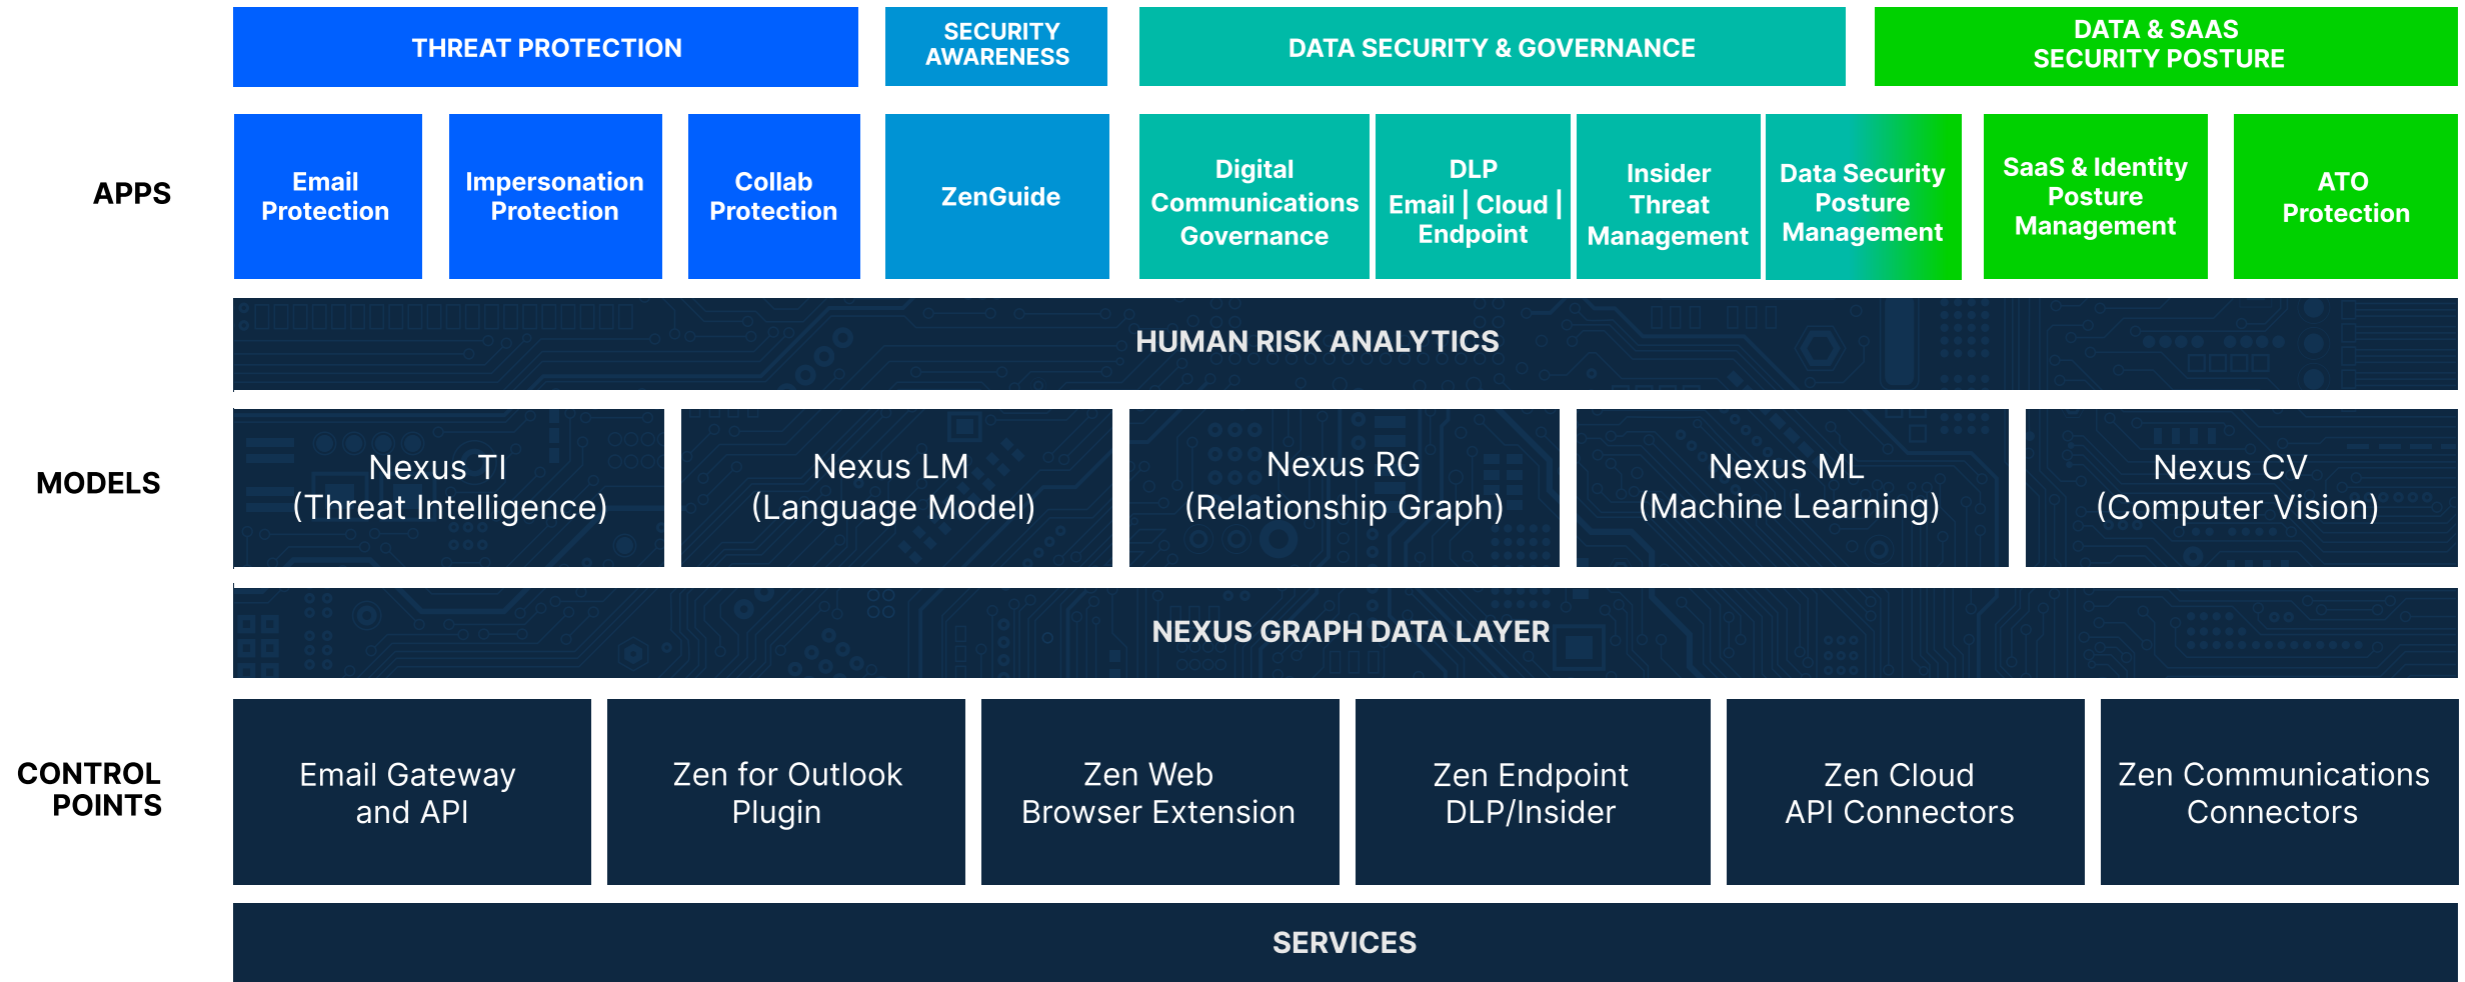 THREAT PROTECTION
SECURITY
AWARENESS
DATA SECURITY & GOVERNANCE
DATA & SAAS
SECURITY POSTURE
APPS
Email
Protection
Impersonation
Protection
Collab
Protection
ZenGuide
Digital
Communications
Governance
DLP
Email | Cloud |
Endpoint
Insider
Threat
Management
Data Security
Posture
Management
SaaS & Identity
Posture
Management
ATO
Protection
HUMAN RISK ANALYTICS
MODELS
Nexus TI
(Threat Intelligence)
Nexus LM
(Language Model)
Nexus RG
(Relationship Graph)
Nexus ML
(Machine Learning)
Nexus CV
(Computer Vision)
NEXUS GRAPH DATA LAYER
CONTROL
POINTS
Email Gateway
and API
Zen for Outlook
Plugin
Zen Web
Browser Extension
Zen Endpoint
DLP/Insider
Zen Cloud
API Connectors
Zen Communications
Connectors
SERVICES